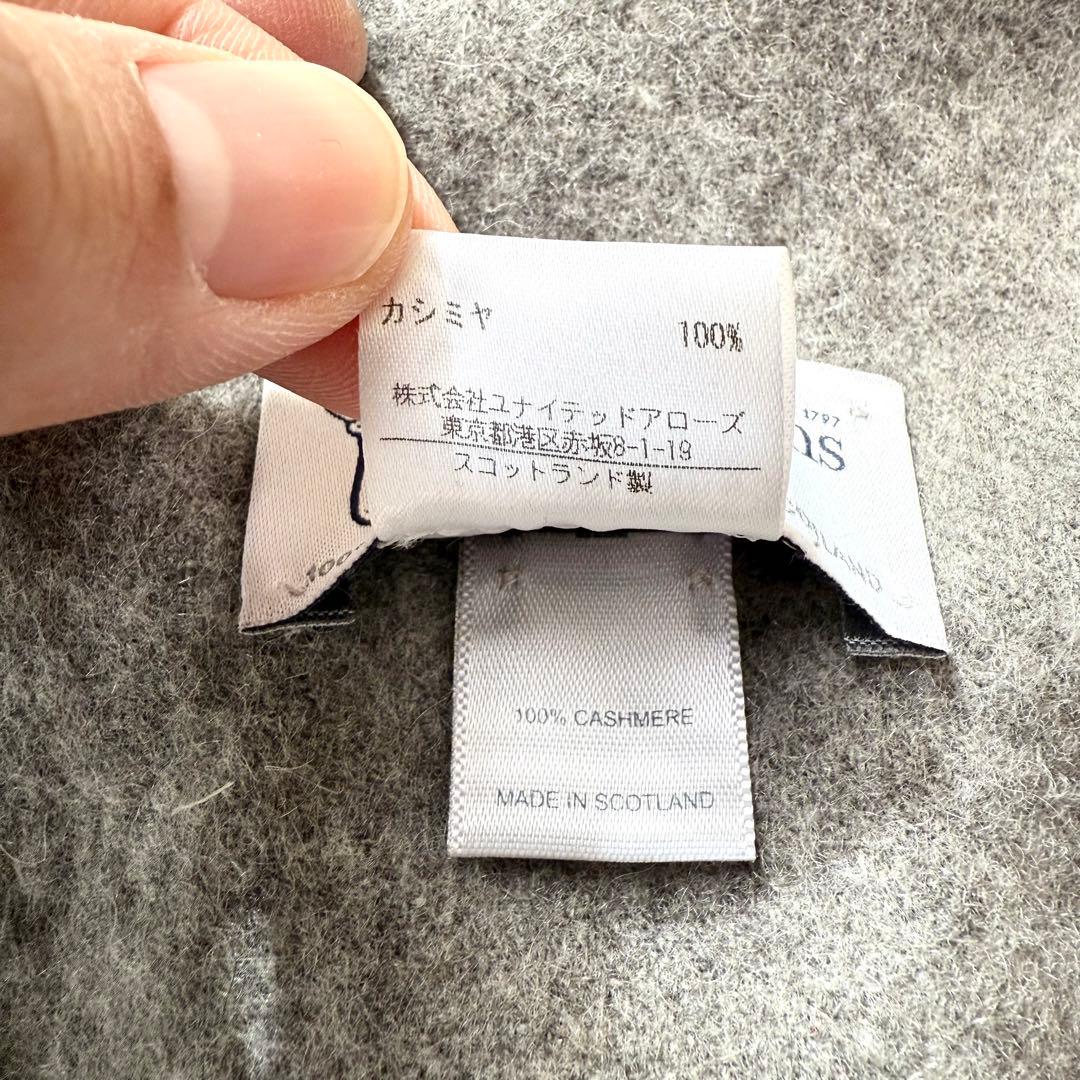 カシミヤ 100%
株式会社ユナイテッドアローズ
東京都港区赤坂8-1-19
スコットランド製
1797
100% CASHMERE
MADE IN SCOTLAND